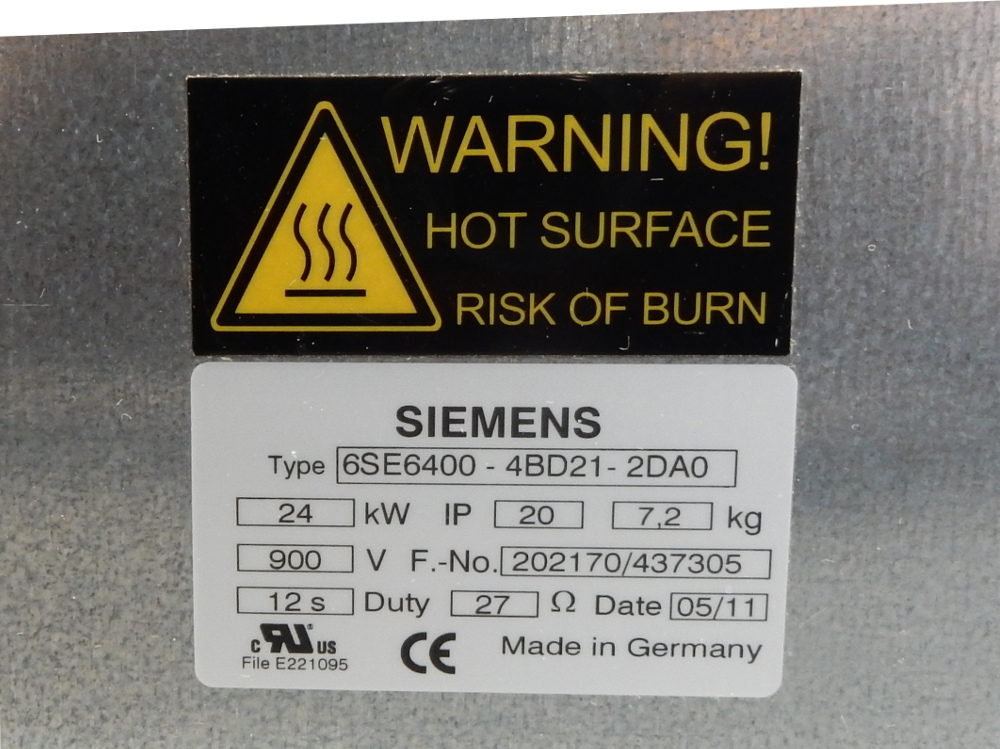 WARNING!
HOT SURFACE
RISK OF BURN
SIEMENS
Type 6SE6400 - 4BD21- 2DA0
24 kW IP 20 7,2 kg
900 V F.-No. 202170/437305
12 s Duty 27 Ω Date 05/11
c RU ® US CE Made in Germany
File E221095